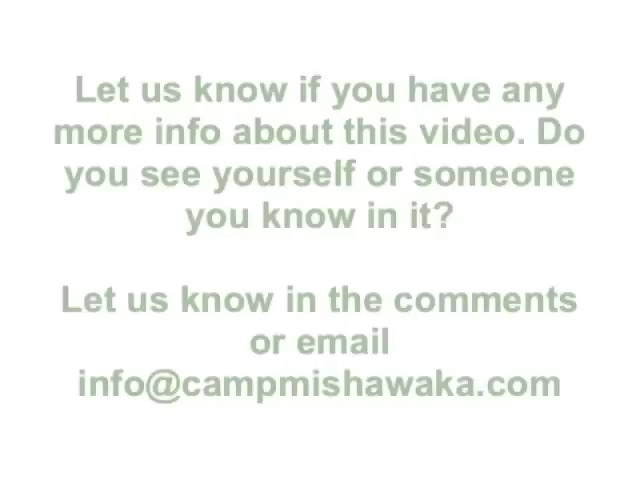 Let us know if you have any
more info about this video. Do
you see yourself or someone
you know in it?
Let us know in the comments
or email
info@campmishawaka.com